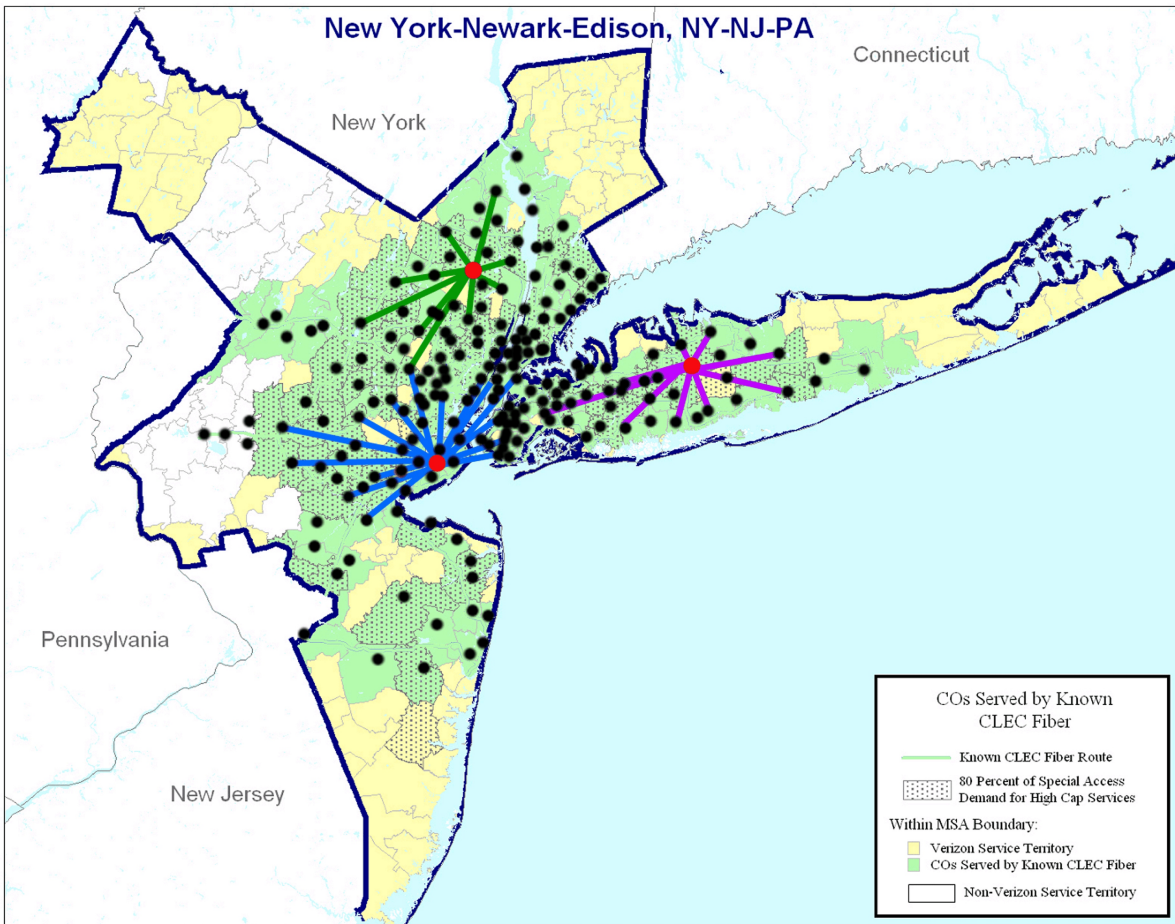 New York-Newark-Edison, NY-NJ-PA
Connecticut
New York
Pennsylvania
New Jersey
COs Served by Known
CLEC Fiber
Known CLEC Fiber Route
80 Percent of Special Access
Demand for High Cap Services
Within MSA Boundary:
Verizon Service Territory
COs Served by Known CLEC Fiber
Non-Verizon Service Territory